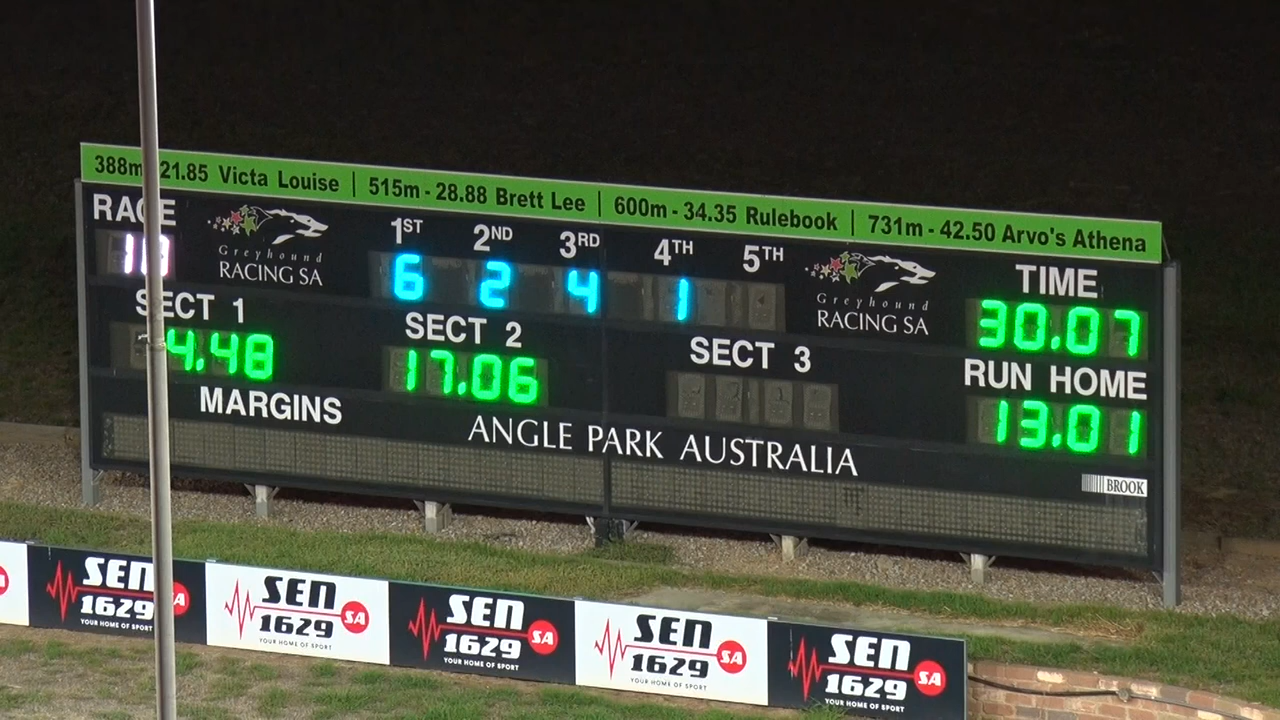 388m 21.85 Victa Louise | 515m - 28.88 Brett Lee | 600m - 34.35 Rulebook | 731m - 42.50 Arvo's Athena
RACE
Greyhound
RACING SA
1ST 2ND 3RD 4TH 5TH
6 2 4 1
Greyhound
RACING SA
TIME
30.07
SECT 1
4.48
SECT 2
17.06
SECT 3
RUN HOME
13.01
MARGINS
ANGLE PARK AUSTRALIA
BROOK
SEN
1629 SA
YOUR HOME OF SPORT
SEN
1629 SA
YOUR HOME OF SPORT
SEN
1629 SA
YOUR HOME OF SPORT
SEN
1629 SA
YOUR HOME OF SPORT
SEN
1629 SA
YOUR HOME OF SPORT